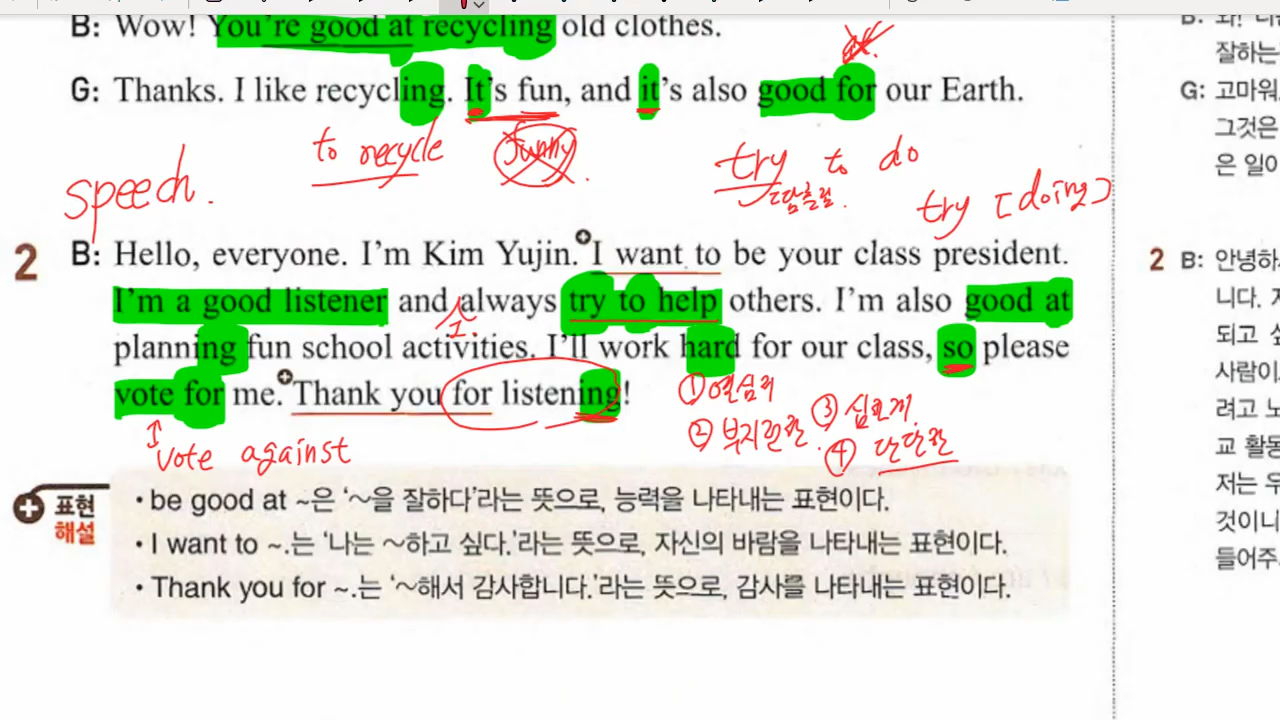 B: Wow! You're good at recycling old clothes.
G: Thanks. I like recycling. It's fun, and it's also good for our Earth.
to recycle
funny
try to do
try [doing]
speech.
2 B: Hello, everyone. I'm Kim Yujin. I want to be your class president.
I'm a good listener and always try to help others. I'm also good at
planning fun school activities. I'll work hard for our class, so please
vote for me. Thank you for listening!
I.
vote against
① 열심히
② 부지런한
③
④ 단단한
표현
해설
• be good at ~은 '~을 잘하다'라는 뜻으로, 능력을 나타내는 표현이다.
• I want to ~.는 '나는 ~하고 싶다.'라는 뜻으로, 자신의 바람을 나타내는 표현이다.
• Thank you for ~.는 '~해서 감사합니다.'라는 뜻으로, 감사를 나타내는 표현이다.
잘하는
G: 고마워.
그것은
은 일이
2 B: 안녕하
니다. 저
되고 싶
사람이
려고 노
교 활동
저는 우
것이니
들어주